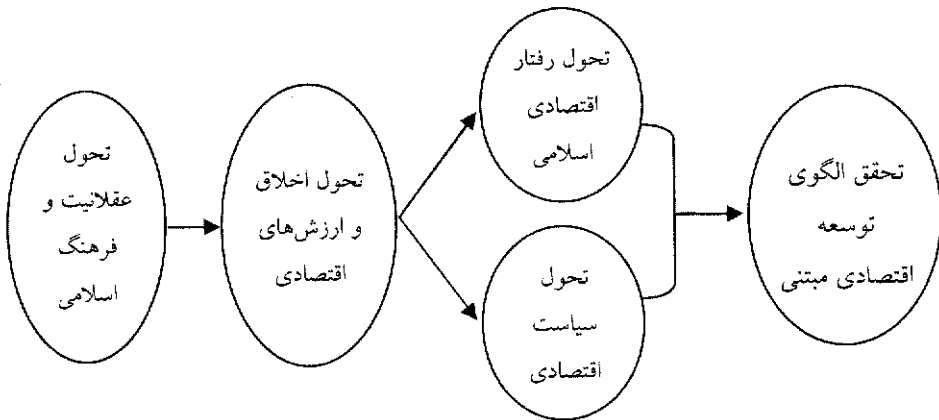 تحول
عقلانیت و
فرهنگ
اسلامی
تحول اخلاق
و ارزش‌های
اقتصادی
تحول رفتار
اقتصادی
اسلامی
تحول
سیاست
اقتصادی
تحقق الگوی
توسعه
اقتصادی مبتنی